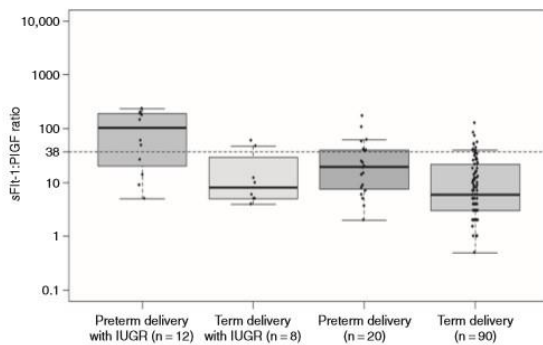 10,000
1000
100
38
10
1
0.1
sFlt-1:PlGF ratio
Preterm delivery
with IUGR (n = 12)
Term delivery
with IUGR (n = 8)
Preterm delivery
(n = 20)
Term delivery
(n = 90)